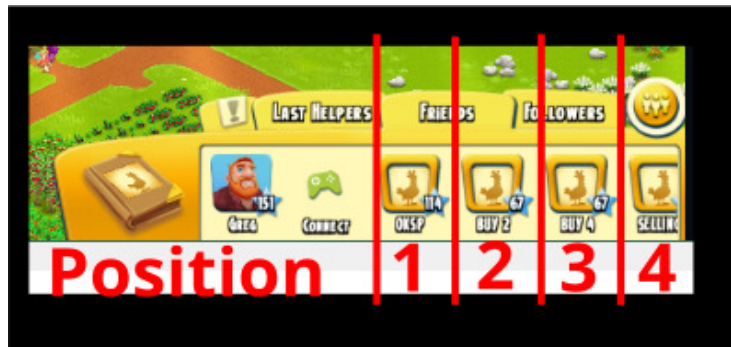 LAST HELPERS FRIENDS FOLLOWERS
151 114 67 67
GREG CONNECT OKSP BUY 2 BUY 4 SELLING
Position 1 2 3 4